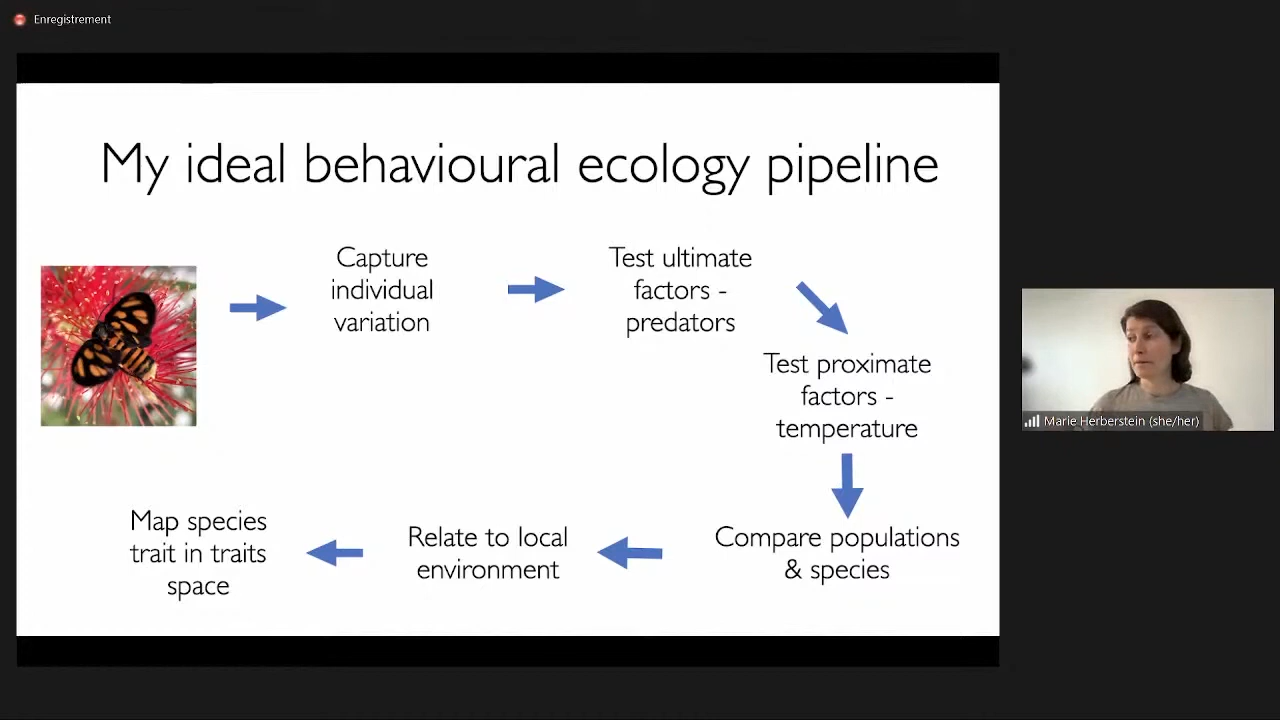 Enregistrement
My ideal behavioural ecology pipeline
Capture
individual
variation
Test ultimate
factors -
predators
Test proximate
factors -
temperature
Compare populations
& species
Relate to local
environment
Map species
trait in traits
space
Marie Herberstein (she/her)